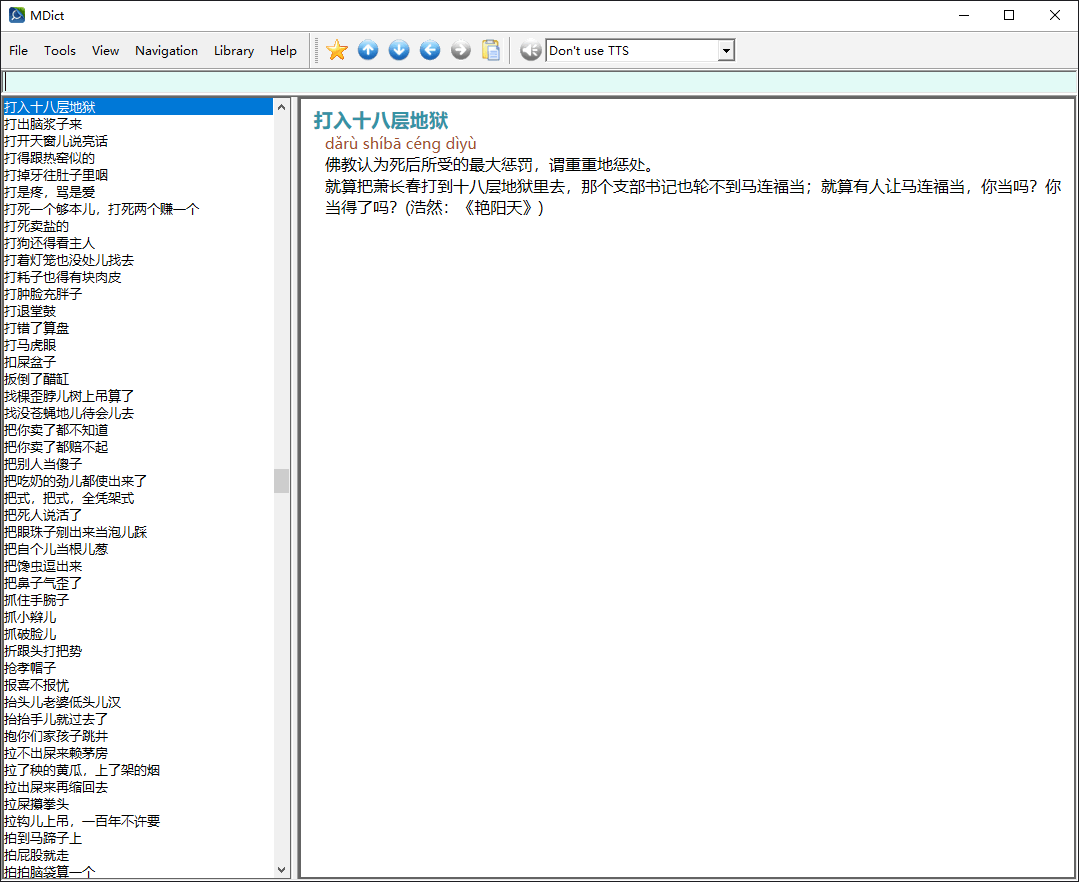 MDict
File Tools View Navigation Library Help Don't use TTS
打入十八层地狱
打出脑浆子来
打开天窗儿说亮话
打得跟热窑似的
打掉牙往肚子里咽
打是疼，骂是爱
打死一个够本儿，打死两个赚一个
打死卖盐的
打狗还得看主人
打着灯笼也没处儿找去
打耗子也得有块肉皮
打肿脸充胖子
打退堂鼓
打错了算盘
打马虎眼
扣屎盆子
扳倒了醋缸
找棵歪脖儿树上吊算了
找没苍蝇地儿待会儿去
把你卖了都不知道
把你卖了都赔不起
把别人当傻子
把吃奶的劲儿都使出来了
把式，把式，全凭架式
把死人说活了
把眼珠子剜出来当泡儿踩
把自个儿当根儿葱
把馋虫逗出来
把鼻子气歪了
抓住手腕子
抓小辫儿
抓破脸儿
折跟头打把势
抢孝帽子
报喜不报忧
抬头儿老婆低头儿汉
抬抬手儿就过去了
抱你们家孩子跳井
拉不出屎来赖茅房
拉了秧的黄瓜，上了架的烟
拉出屎来再缩回去
拉屎攥拳头
拉钩儿上吊，一百年不许要
拍到马蹄子上
拍屁股就走
拍拍脑袋算一个
打入十八层地狱
dǎrù shíbā céng dìyù
佛教认为死后所受的最大惩罚，谓重重地惩处。
就算把萧长春打到十八层地狱里去，那个支部书记也轮不到马连福当；就算有人让马连福当，你当吗？你
当得了吗？(浩然：《艳阳天》)